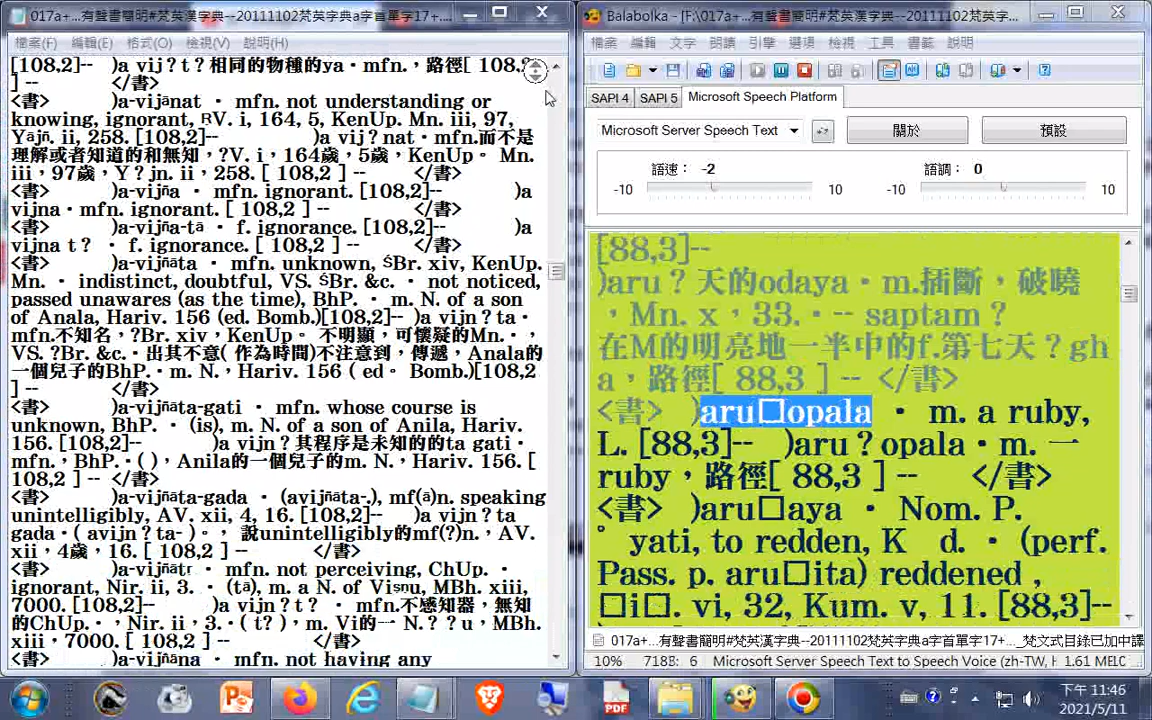 017a+...有聲書簡明#梵英漢字典--20111102梵英字典a字首單字17+...
檔案(F) 編輯(E) 格式(O) 檢視(V) 說明(H)
[108,2]-- )a vij?t?相同的物種的ya‧mfn.，路徑[ 108,2
] -- </書>
<書> )a-vijānat ‧ mfn. not understanding or
knowing, ignorant, RV. i, 164, 5, KenUp. Mn. iii, 97,
Yājñ. ii, 258. [108,2]-- )a vij?nat‧mfn.而不是
理解或者知道的和無知，?V. i，164歲，5歲，KenUp。 Mn.
iii，97歲，Y?jn. ii，258. [ 108,2 ] -- </書>
<書> )a-vijña ‧ mfn. ignorant. [108,2]-- )a
vijna‧mfn. ignorant. [ 108,2 ] -- </書>
<書> )a-vijña-tā ‧ f. ignorance. [108,2]-- )a
vijna t? ‧ f. ignorance. [ 108,2 ] -- </書>
<書> )a-vijñāta ‧ mfn. unknown, ŚBr. xiv, KenUp.
Mn. ‧ indistinct, doubtful, VS. ŚBr. &c. ‧ not noticed,
passed unawares (as the time), BhP. ‧ m. N. of a son
of Anala, Hariv. 156 (ed. Bomb.)[108,2]-- )a vijn?ta‧
mfn.不知名，?Br. xiv，KenUp。 不明顯，可懷疑的Mn.‧，
VS. ?Br. &c.‧出其不意( 作為時間)不注意到，傳遞，Anala的
一個兒子的BhP.‧m. N.，Hariv. 156 ( ed。 Bomb.)[108,2
] -- </書>
<書> )a-vijñāta-gati ‧ mfn. whose course is
unknown, BhP. ‧ (is), m. N. of a son of Anila, Hariv.
156. [108,2]-- )a vijn?其程序是未知的的ta gati‧
mfn.，BhP.‧( )，Anila的一個兒子的m. N.，Hariv. 156. [
108,2 ] -- </書>
<書> )a-vijñāta-gada ‧ (avijñāta-.), mf(ā)n. speaking
unintelligibly, AV. xii, 4, 16. [108,2]-- )a vijn?ta
gada‧( avijn?ta- )。， 說unintelligibly的mf(?)n.，AV.
xii，4歲，16. [ 108,2 ] -- </書>
<書> )a-vijñātṛ ‧ mfn. not perceiving, ChUp. ‧
ignorant, Nir. ii, 3. ‧ (tā), m. a N. of Viṣṇu, MBh. xiii,
7000. [108,2]-- )a vijn?t? ‧ mfn.不感知器，無知
的ChUp.‧，Nir. ii，3.‧( t?)，m. Vi的一 N.??u，MBh.
xiii，7000. [ 108,2 ] -- </書>
<書> )a-vijñāna ‧ mfn. not having any
Balabolka - [F:\017a+...有聲書簡明#梵英漢字典--20111102梵英字...
檔案 編輯 文字 朗讀 引擎 選項 檢視 工具 書籤 說明
SAPI 4 SAPI 5 Microsoft Speech Platform
Microsoft Server Speech Text 關於 預設
語速： -2 語調： 0
-10 10 -10 10
[88,3]--
)aru？天的odaya‧m.插斷，破曉
，Mn. x，33.‧-- saptam？
在M的明亮地一半中的f.第七天？gh
a，路徑[ 88,3 ] -- </書>
<書> )aru□opala ‧ m. a ruby,
L. [88,3]-- )aru？opala‧m. 一
ruby，路徑[ 88,3 ] -- </書>
<書> )aru□aya ‧ Nom. P.
° yati, to redden, K d. ‧ (perf.
Pass. p. aru□ita) reddened ,
□i□. vi, 32, Kum. v, 11. [88,3]--
017a+...有聲書簡明#梵英漢字典--20111102梵英字典a字首單字17+..._梵文式目錄已加中譯
10% 7188: 6 Microsoft Server Speech Text to Speech Voice (zh-TW, H 1.61 MELC
下午 11:46
2021/5/11